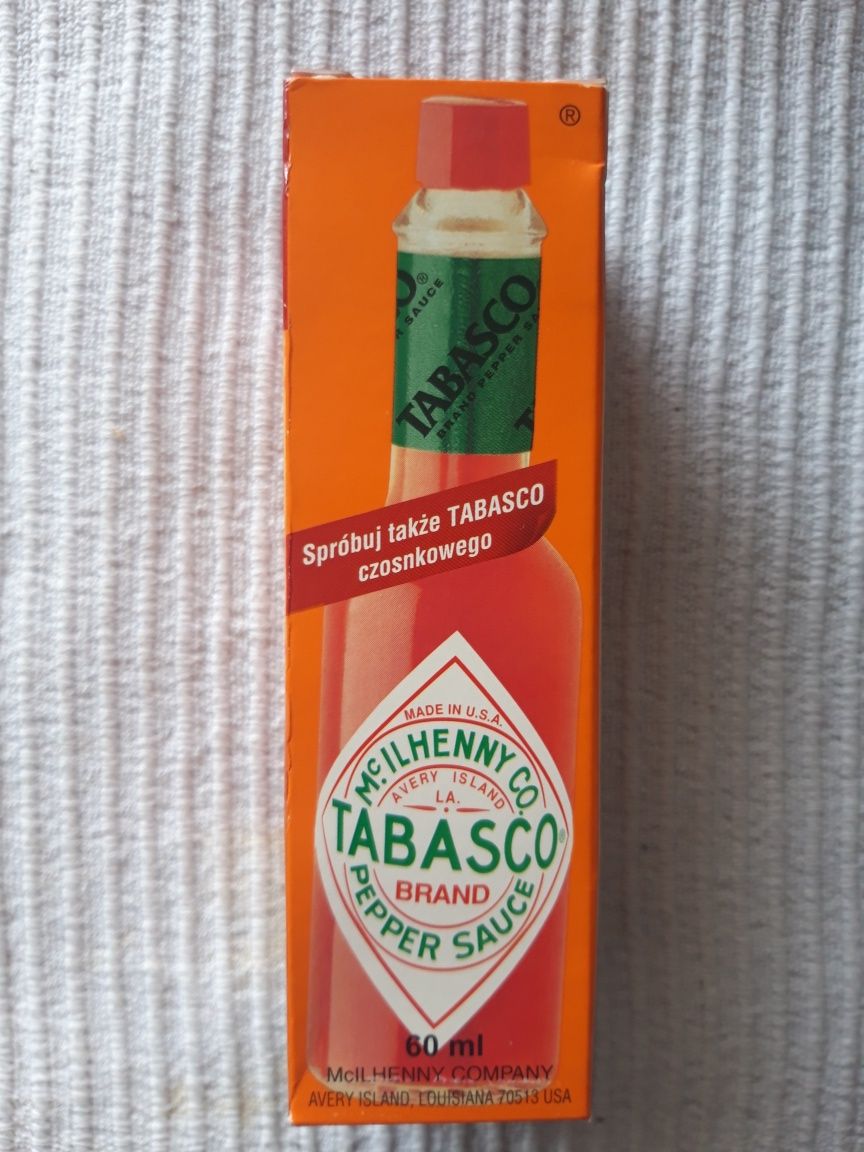 ®
O®
R SAUCE
TABASCO
BRAND PEPPER SA
T
Spróbuj także TABASCO
czosnkowego
MADE IN U.S.A.
McILHENNY CO.
AVERY ISLAND
LA.
TABASCO®
BRAND
PEPPER SAUCE
60 ml
McILHENNY COMPANY
AVERY ISLAND, LOUISIANA 70513 USA